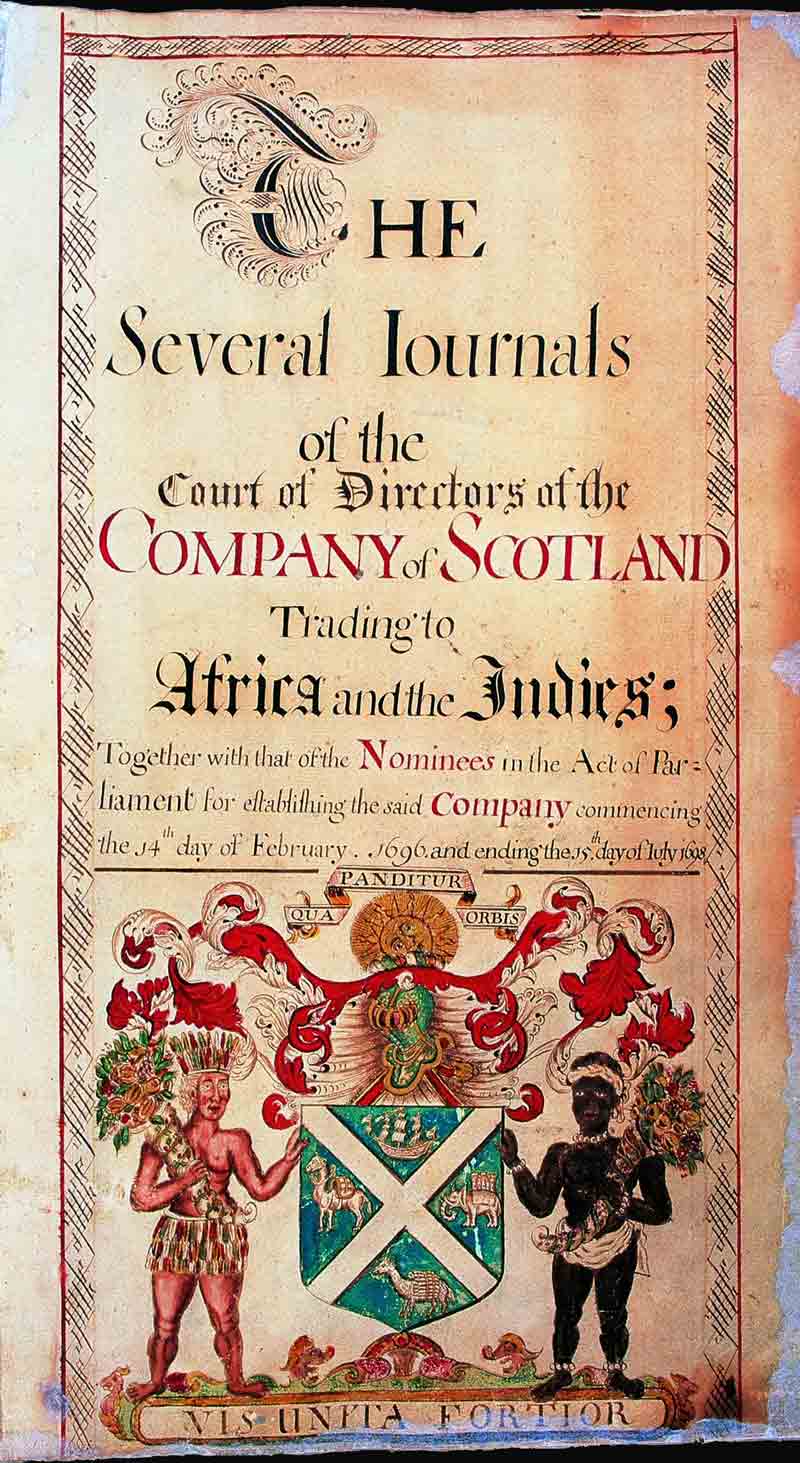 THE
Several Iournals
of the
Court of Directors of the
COMPANY of SCOTLAND
Trading to
Africa and the Indies;
Together with that of the Nominees in the Act of Par=
liament for eſtabliſhing the said Company commencing
the 14th day of February . 1696. and ending the 15th. day of Iuly 1698.
PANDITUR
QUA ORBIS
VIS UNITA FORTIOR